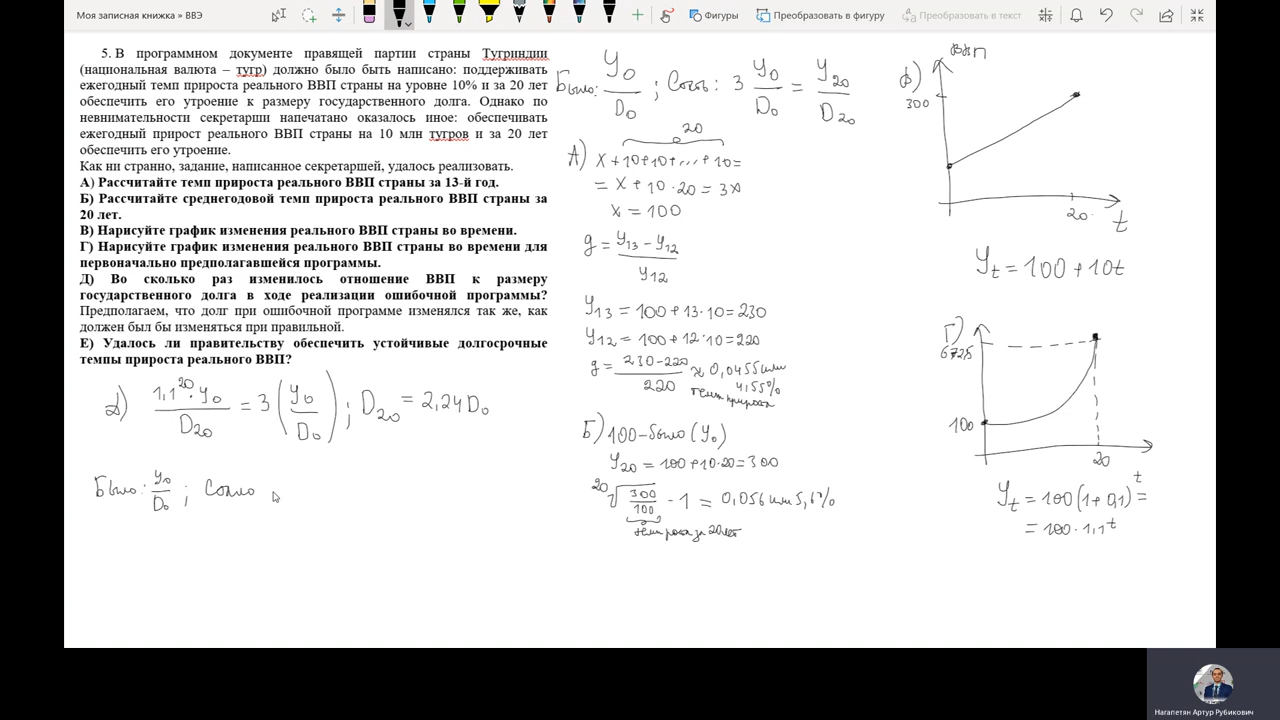 Моя записная книжка » ВВЭ
Фигуры
Преобразовать в фигуру
Преобразовать в текст
5. В программном документе правящей партии страны Тугриндии
(национальная валюта – тугр) должно было быть написано: поддерживать
ежегодный темп прироста реального ВВП страны на уровне 10% и за 20 лет
обеспечить его утроение к размеру государственного долга. Однако по
невнимательности секретарши напечатано оказалось иное: обеспечивать
ежегодный прирост реального ВВП страны на 10 млн тугров и за 20 лет
обеспечить его утроение.
Как ни странно, задание, написанное секретаршей, удалось реализовать.
А) Рассчитайте темп прироста реального ВВП страны за 13-й год.
Б) Рассчитайте среднегодовой темп прироста реального ВВП страны за
20 лет.
В) Нарисуйте график изменения реального ВВП страны во времени.
Г) Нарисуйте график изменения реального ВВП страны во времени для
первоначально предполагавшейся программы.
Д) Во сколько раз изменилось отношение ВВП к размеру
государственного долга в ходе реализации ошибочной программы?
Предполагаем, что долг при ошибочной программе изменялся так же, как
должен был бы изменяться при правильной.
Е) Удалось ли правительству обеспечить устойчивые долгосрочные
темпы прироста реального ВВП?
Д) 1,1^20 · y0 / D20 = 3 (y0 / D0); D20 = 2,24 D0
Было: y0 / D0; Стало
Было: y0 / D0; Стать: 3 y0 / D0 = y20 / D20
20
А) x + 10 + 10 + ... + 10 =
= x + 10 · 20 = 3x
x = 100
g = y13 – y12 / y12
y13 = 100 + 13 · 10 = 230
y12 = 100 + 12 · 10 = 220
g = 230 – 220 / 220 ≈ 0,0455 или 4,55%
темп прироста
Б) 100 – было (y0)
y20 = 100 + 10 · 20 = 300
20√(300 / 100) – 1 = 0,056 или 5,6%
темп роста за 20 лет
В)
ВВП
300
20
t
yt = 100 + 10t
Г)
672,5
100
20
t
yt = 100 (1 + 0,1)^t =
= 100 · 1,1^t
Нагапетян Артур Рубикович